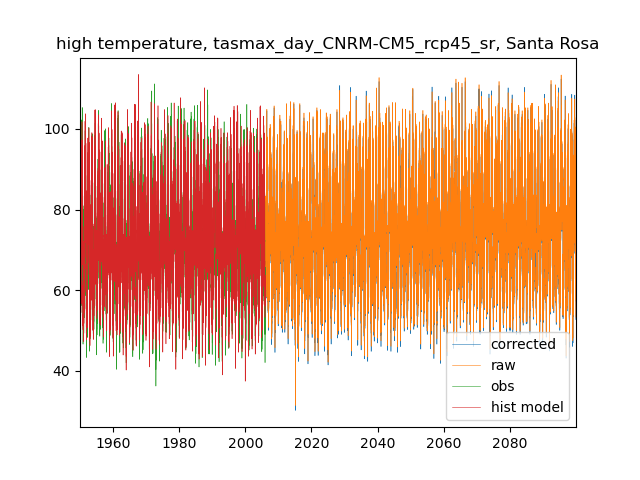 high temperature, tasmax_day_CNRM-CM5_rcp45_sr, Santa Rosa
100
80
60
40
corrected
raw
obs
hist model
1960
1980
2000
2020
2040
2060
2080